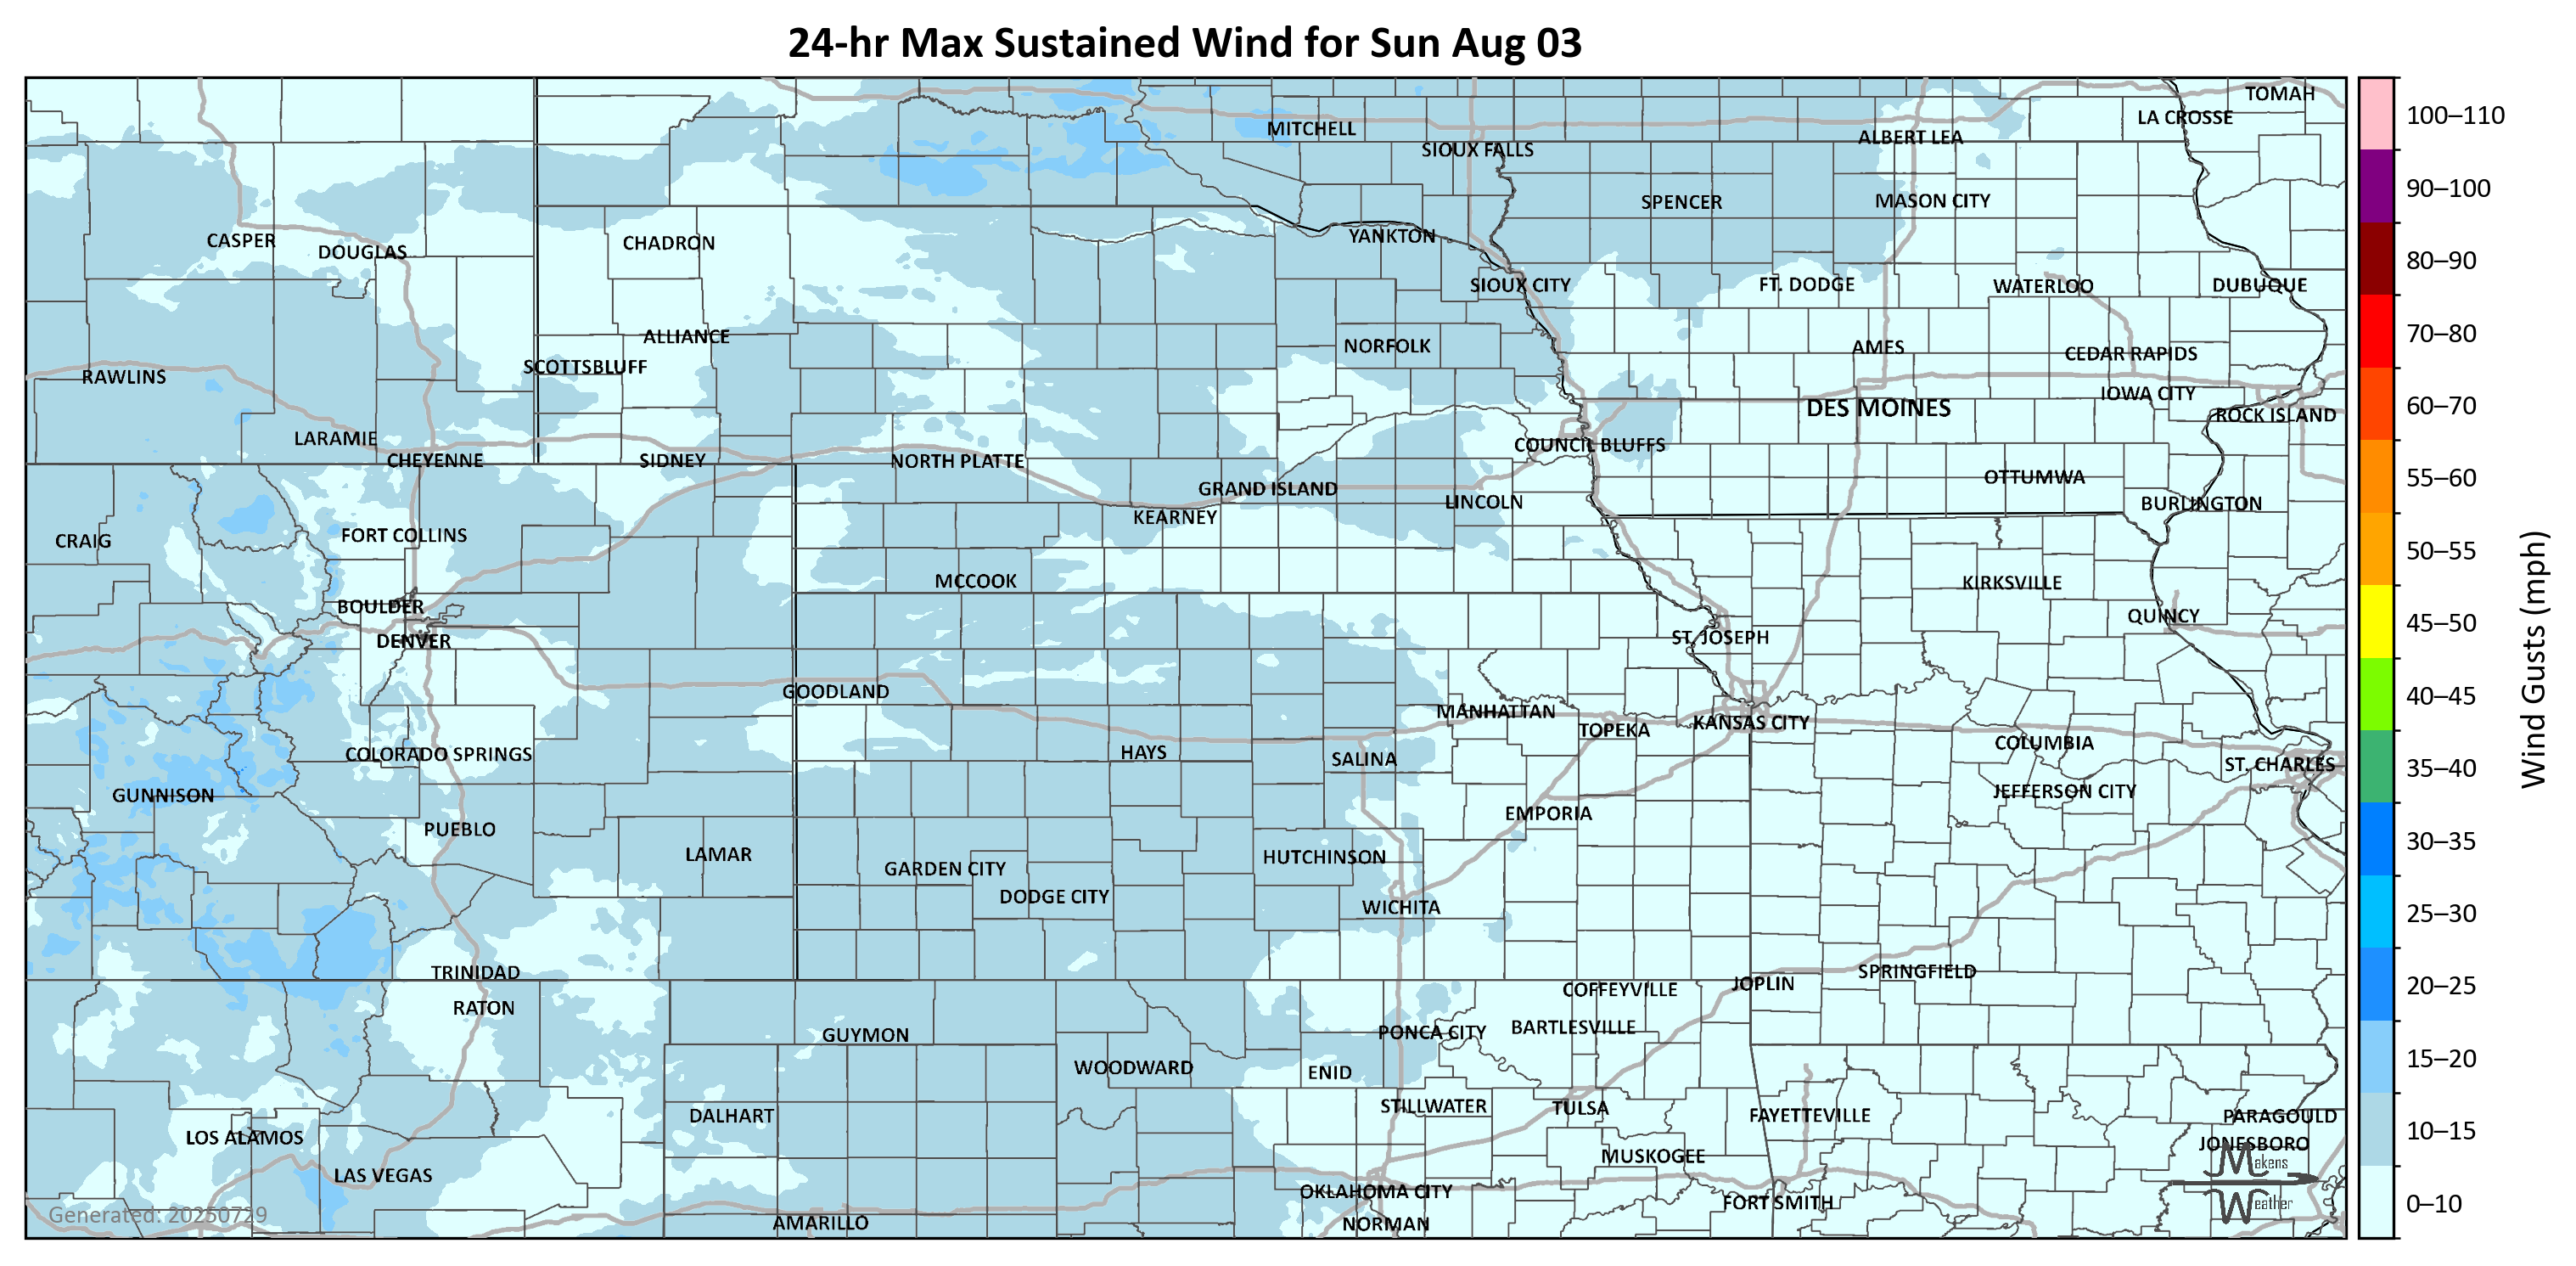 24-hr Max Sustained Wind for Sun Aug 03
TOMAH
LA CROSSE
MITCHELL
ALBERT LEA
SIOUX FALLS
SPENCER
MASON CITY
CASPER
DOUGLAS
CHADRON
YANKTON
SIOUX CITY
FT. DODGE
WATERLOO
DUBUQUE
ALLIANCE
NORFOLK
AMES
CEDAR RAPIDS
SCOTTSBLUFF
RAWLINS
IOWA CITY
DES MOINES
ROCK ISLAND
LARAMIE
COUNCIL BLUFFS
CHEYENNE
SIDNEY
NORTH PLATTE
OTTUMWA
GRAND ISLAND
LINCOLN
BURLINGTON
KEARNEY
FORT COLLINS
CRAIG
MCCOOK
KIRKSVILLE
BOULDER
QUINCY
DENVER
ST. JOSEPH
GOODLAND
MANHATTAN
KANSAS CITY
TOPEKA
COLUMBIA
COLORADO SPRINGS
HAYS
SALINA
ST. CHARLES
GUNNISON
JEFFERSON CITY
EMPORIA
PUEBLO
LAMAR
HUTCHINSON
GARDEN CITY
DODGE CITY
WICHITA
TRINIDAD
SPRINGFIELD
JOPLIN
COFFEYVILLE
RATON
BARTLESVILLE
PONCA CITY
GUYMON
WOODWARD
ENID
STILLWATER
TULSA
DALHART
FAYETTEVILLE
PARAGOULD
LOS ALAMOS
JONESBORO
MUSKOGEE
LAS VEGAS
OKLAHOMA CITY
FORT SMITH
AMARILLO
NORMAN
Generated: 20250729
Makens
Weather
100–110
90–100
80–90
70–80
60–70
55–60
50–55
45–50
40–45
35–40
30–35
25–30
20–25
15–20
10–15
0–10
Wind Gusts (mph)